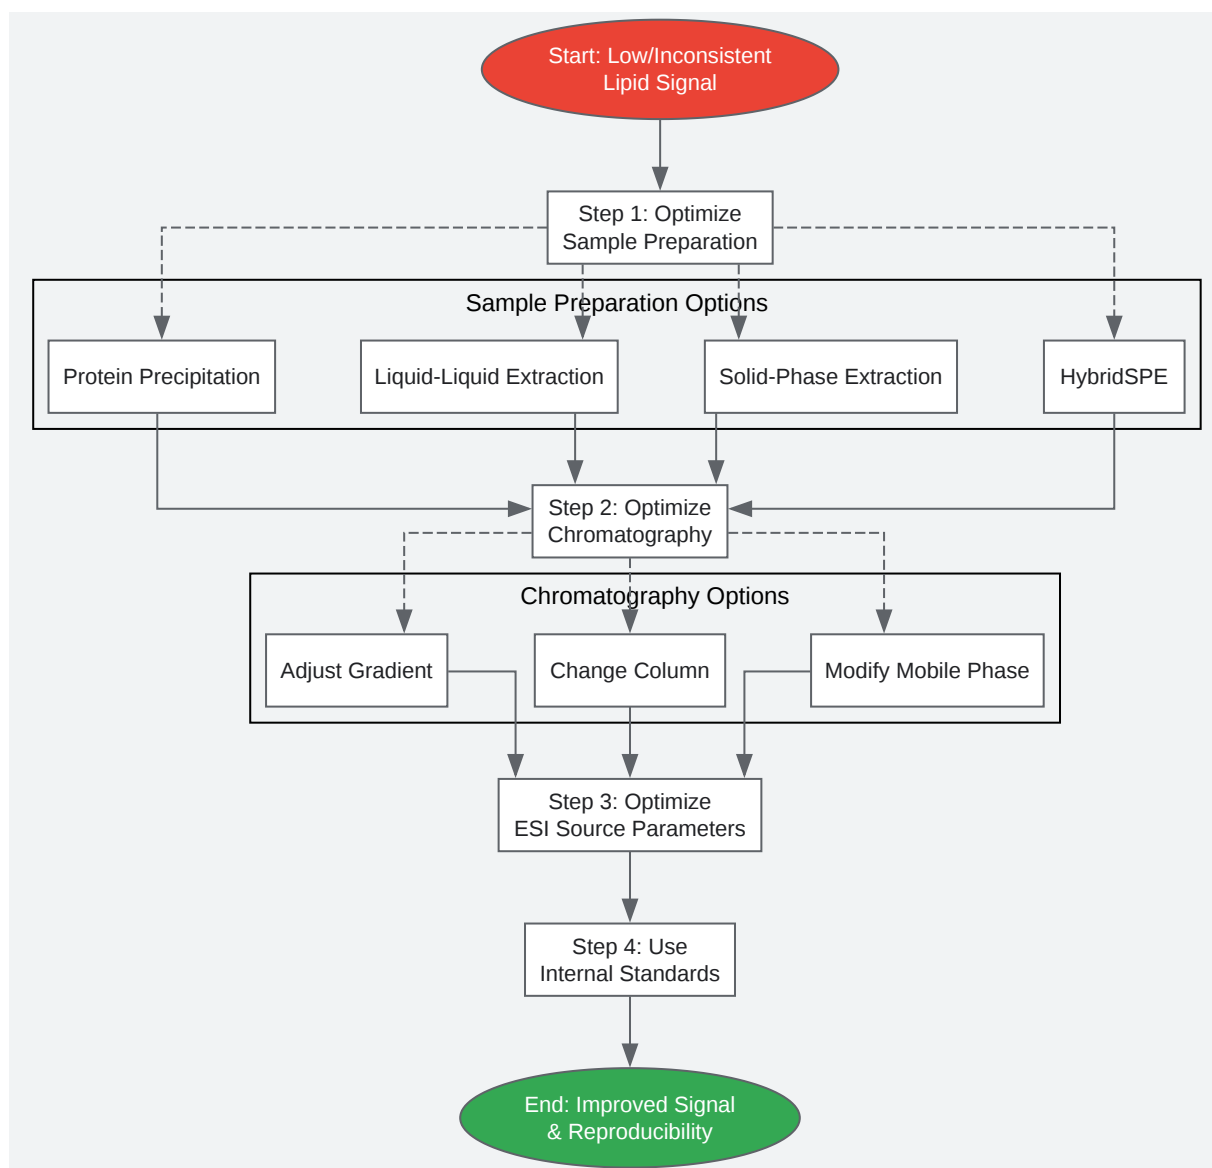 Start: Low/Inconsistent
Lipid Signal
Step 1: Optimize
Sample Preparation
Sample Preparation Options
Protein Precipitation
Liquid-Liquid Extraction
Solid-Phase Extraction
HybridSPE
Step 2: Optimize
Chromatography
Chromatography Options
Adjust Gradient
Change Column
Modify Mobile Phase
Step 3: Optimize
ESI Source Parameters
Step 4: Use
Internal Standards
End: Improved Signal
& Reproducibility